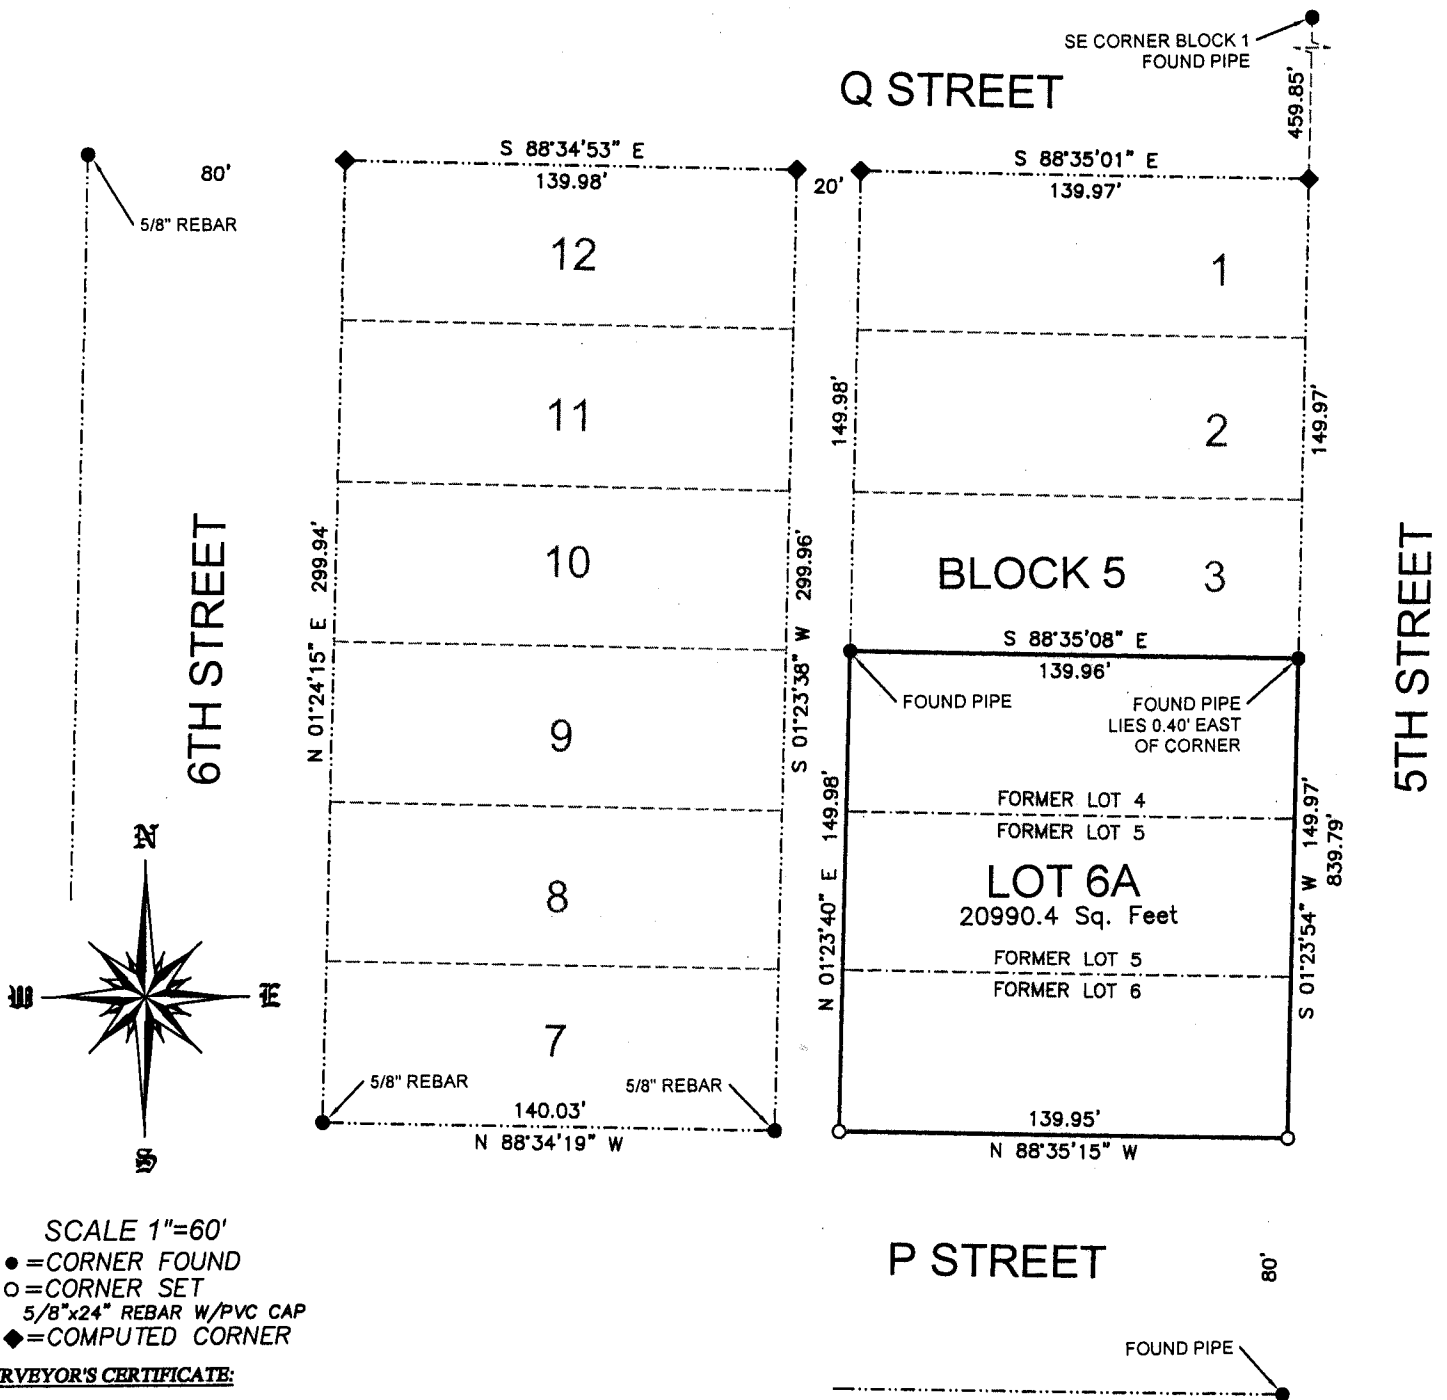 SE CORNER BLOCK 1
FOUND PIPE
Q STREET
459.85'
80'
5/8" REBAR
S 88°34'53" E
139.98'
20'
S 88°35'01" E
139.97'
12
1
11
2
149.98'
149.97'
10
BLOCK 5
3
6TH STREET
N 01°24'15" E 299.94'
S 01°23'38" W 299.96'
5TH STREET
S 88°35'08" E
139.96'
FOUND PIPE
FOUND PIPE
LIES 0.40' EAST
OF CORNER
9
FORMER LOT 4
FORMER LOT 5
LOT 6A
20990.4 Sq. Feet
N 01°23'40" E 149.98'
S 01°23'54" W 149.97'
839.79'
8
FORMER LOT 5
FORMER LOT 6
N
W
E
S
7
5/8" REBAR
5/8" REBAR
140.03'
N 88°34'19" W
139.95'
N 88°35'15" W
SCALE 1"=60'
=CORNER FOUND
=CORNER SET
5/8"x24" REBAR W/PVC CAP
=COMPUTED CORNER
P STREET
80'
FOUND PIPE
RVEYOR'S CERTIFICATE: